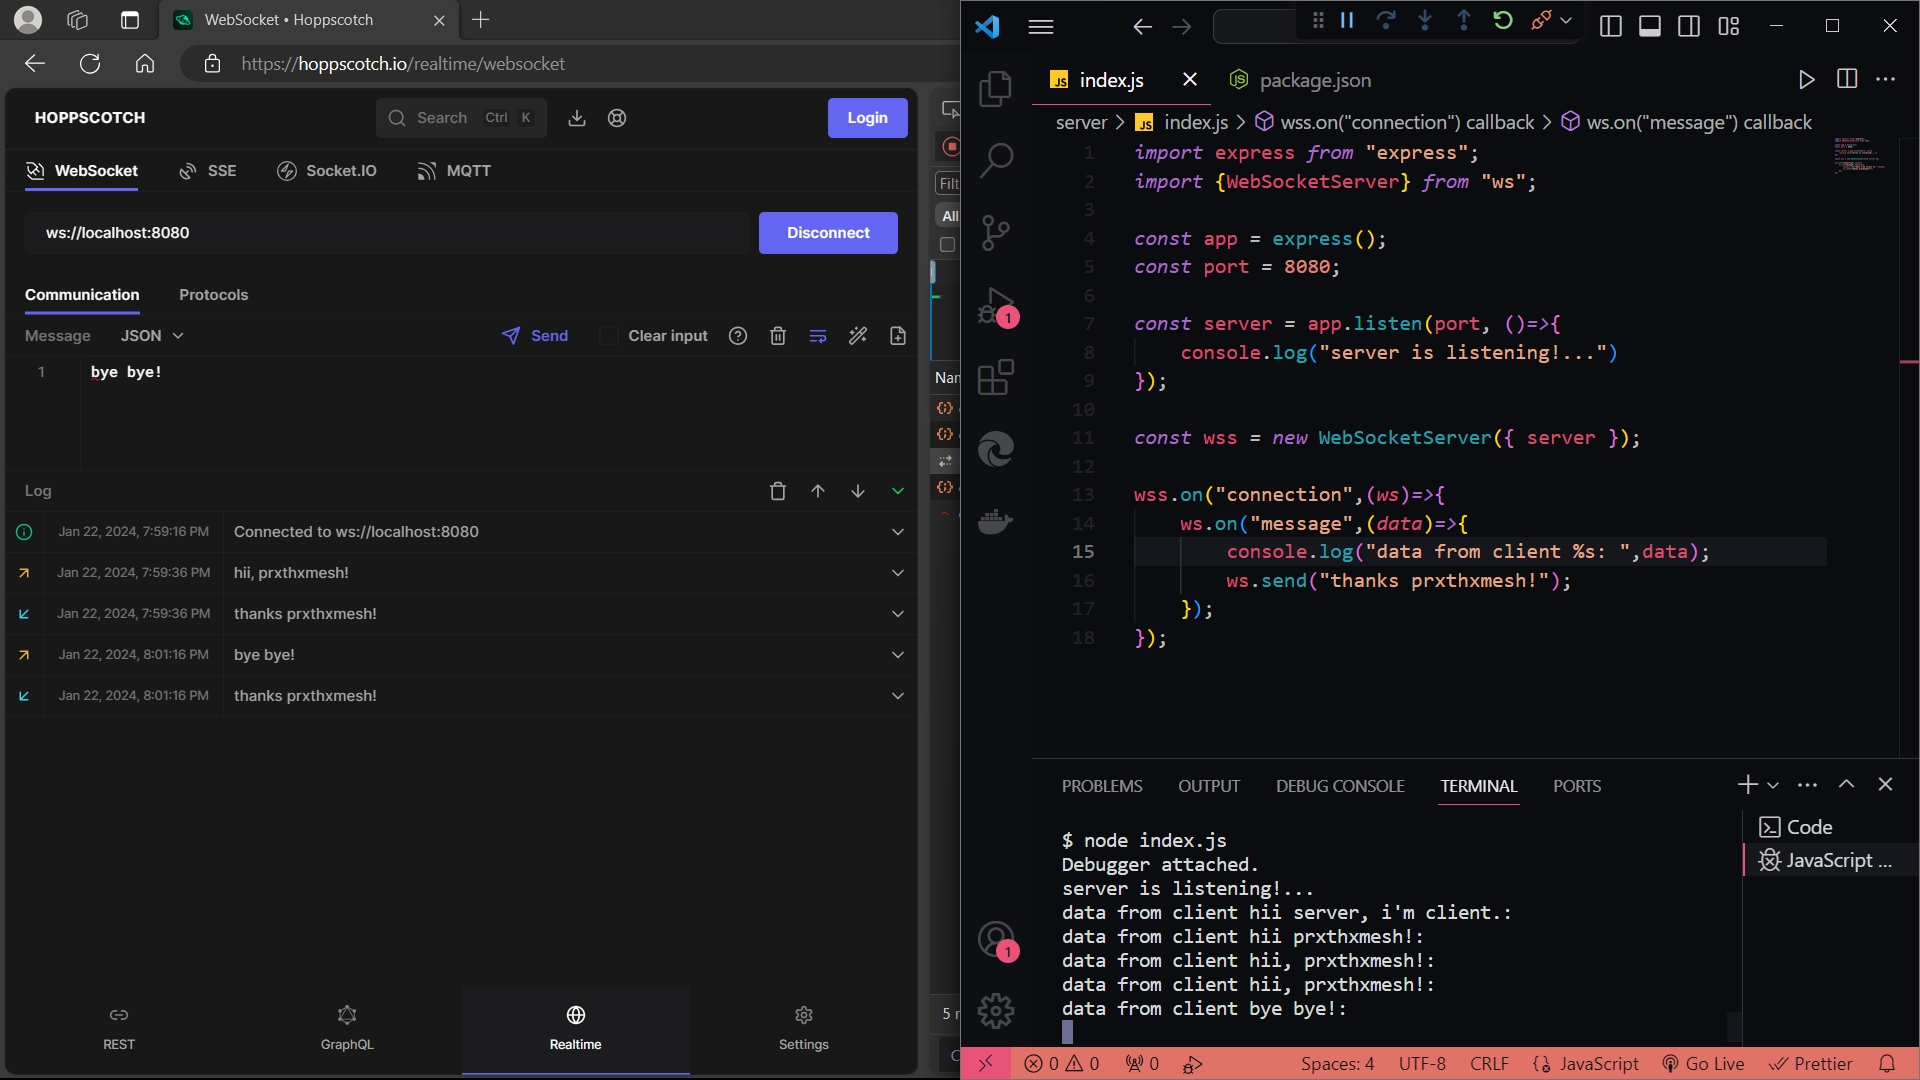 WebSocket • Hoppscotch
https://hoppscotch.io/realtime/websocket
HOPPSCOTCH
Search Ctrl K
Login
WebSocket SSE Socket.IO MQTT
ws://localhost:8080
Disconnect
Communication Protocols
Message JSON Send Clear input
1 bye bye!
Log
Jan 22, 2024, 7:59:16 PM Connected to ws://localhost:8080
Jan 22, 2024, 7:59:36 PM hii, prxthxmesh!
Jan 22, 2024, 7:59:36 PM thanks prxthxmesh!
Jan 22, 2024, 8:01:16 PM bye bye!
Jan 22, 2024, 8:01:16 PM thanks prxthxmesh!
REST GraphQL Realtime Settings
All
index.js package.json
server > index.js > wss.on("connection") callback > ws.on("message") callback
1 import express from "express";
2 import {WebSocketServer} from "ws";
3
4 const app = express();
5 const port = 8080;
6
7 const server = app.listen(port, ()=>{
8 console.log("server is listening!...")
9 });
10
11 const wss = new WebSocketServer({ server });
12
13 wss.on("connection",(ws)=>{
14 ws.on("message",(data)=>{
15 console.log("data from client %s: ",data);
16 ws.send("thanks prxthxmesh!");
17 });
18 });
1
1
PROBLEMS OUTPUT DEBUG CONSOLE TERMINAL PORTS
$ node index.js
Debugger attached.
server is listening!...
data from client hii server, i'm client.:
data from client hii prxthxmesh!:
data from client hii, prxthxmesh!:
data from client hii, prxthxmesh!:
data from client bye bye!:
Code
JavaScript ...
0 0 0 Spaces: 4 UTF-8 CRLF JavaScript Go Live Prettier